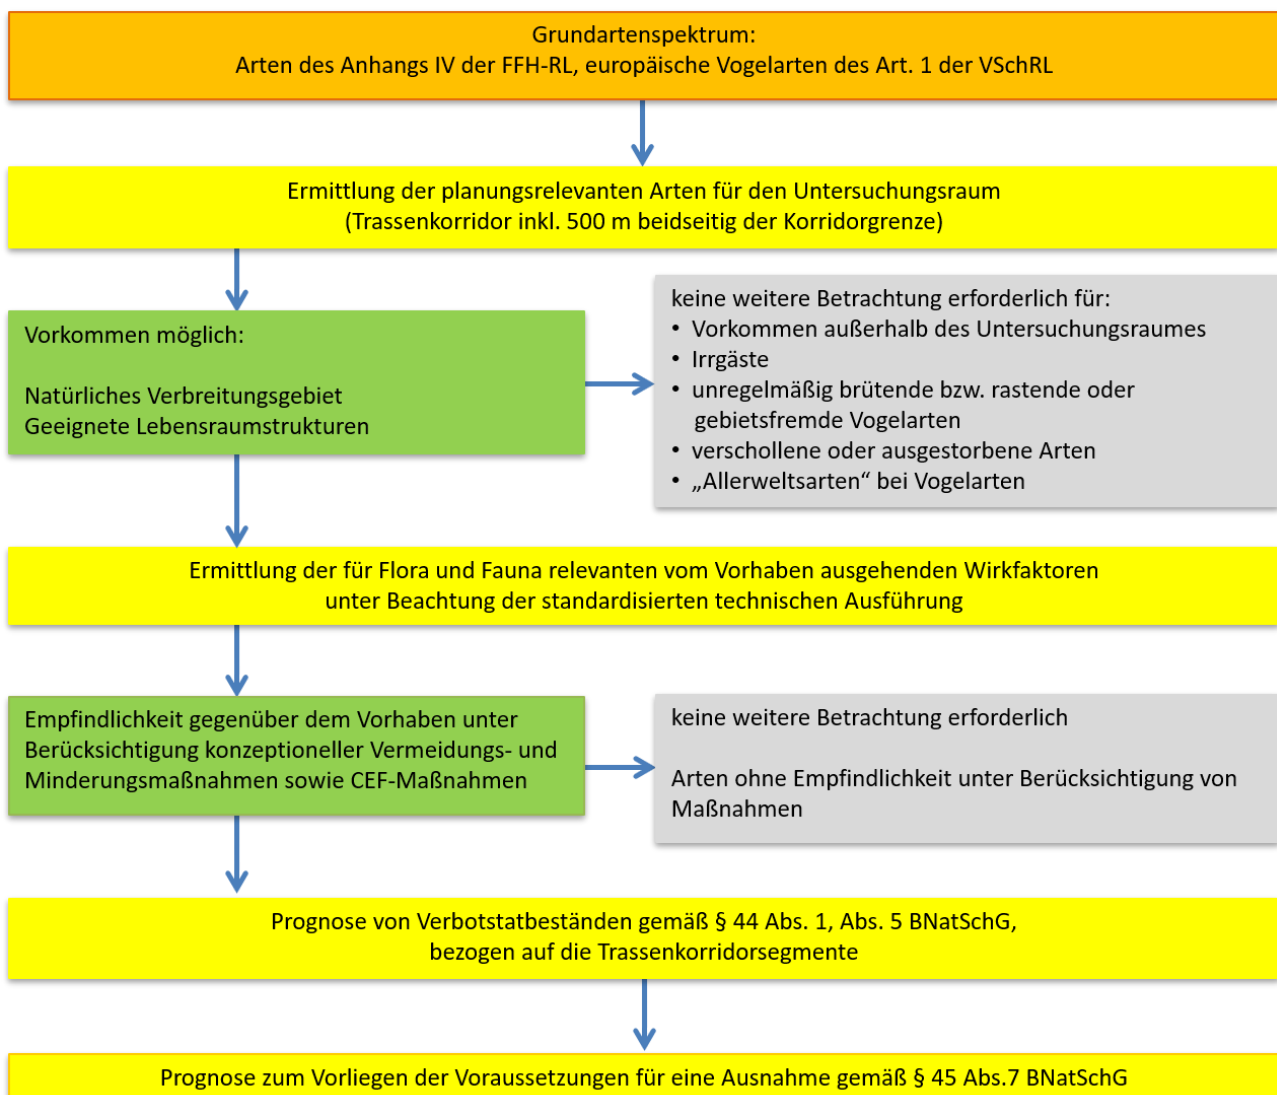 Grundartenspektrum:
Arten des Anhangs IV der FFH-RL, europäische Vogelarten des Art. 1 der VSchRL
Ermittlung der planungsrelevanten Arten für den Untersuchungsraum
(Trassenkorridor inkl. 500 m beidseitig der Korridorgrenze)
Vorkommen möglich:
Natürliches Verbreitungsgebiet
Geeignete Lebensraumstrukturen
keine weitere Betrachtung erforderlich für:
• Vorkommen außerhalb des Untersuchungsraumes
• Irrgäste
• unregelmäßig brütende bzw. rastende oder
gebietsfremde Vogelarten
• verschollene oder ausgestorbene Arten
• „Allerweltsarten“ bei Vogelarten
Ermittlung der für Flora und Fauna relevanten vom Vorhaben ausgehenden Wirkfaktoren
unter Beachtung der standardisierten technischen Ausführung
Empfindlichkeit gegenüber dem Vorhaben unter
Berücksichtigung konzeptioneller Vermeidungs- und
Minderungsmaßnahmen sowie CEF-Maßnahmen
keine weitere Betrachtung erforderlich
Arten ohne Empfindlichkeit unter Berücksichtigung von
Maßnahmen
Prognose von Verbotstatbeständen gemäß § 44 Abs. 1, Abs. 5 BNatSchG,
bezogen auf die Trassenkorridorsegmente
Prognose zum Vorliegen der Voraussetzungen für eine Ausnahme gemäß § 45 Abs.7 BNatSchG